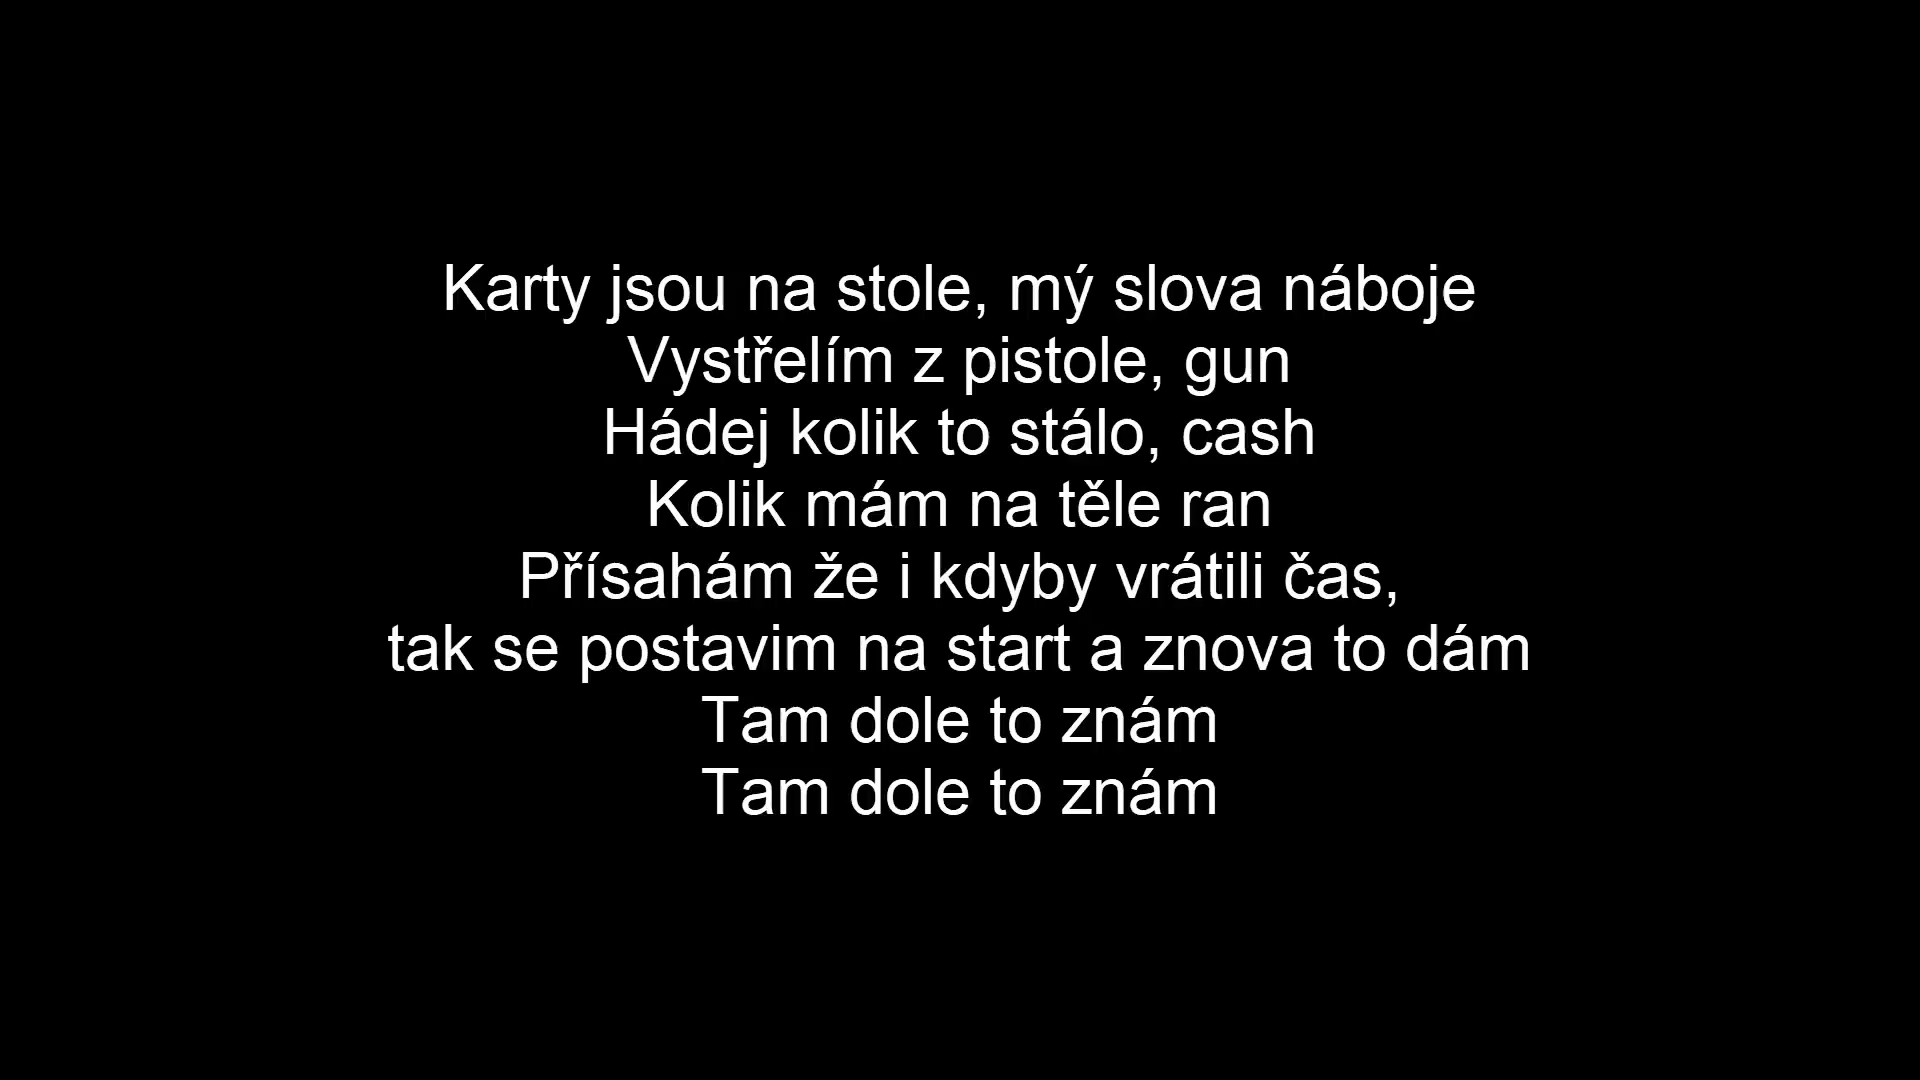 Karty jsou na stole, mý slova náboje
Vystřelím z pistole, gun
Hádej kolik to stálo, cash
Kolik mám na těle ran
Přísahám že i kdyby vrátili čas,
tak se postavim na start a znova to dám
Tam dole to znám
Tam dole to znám